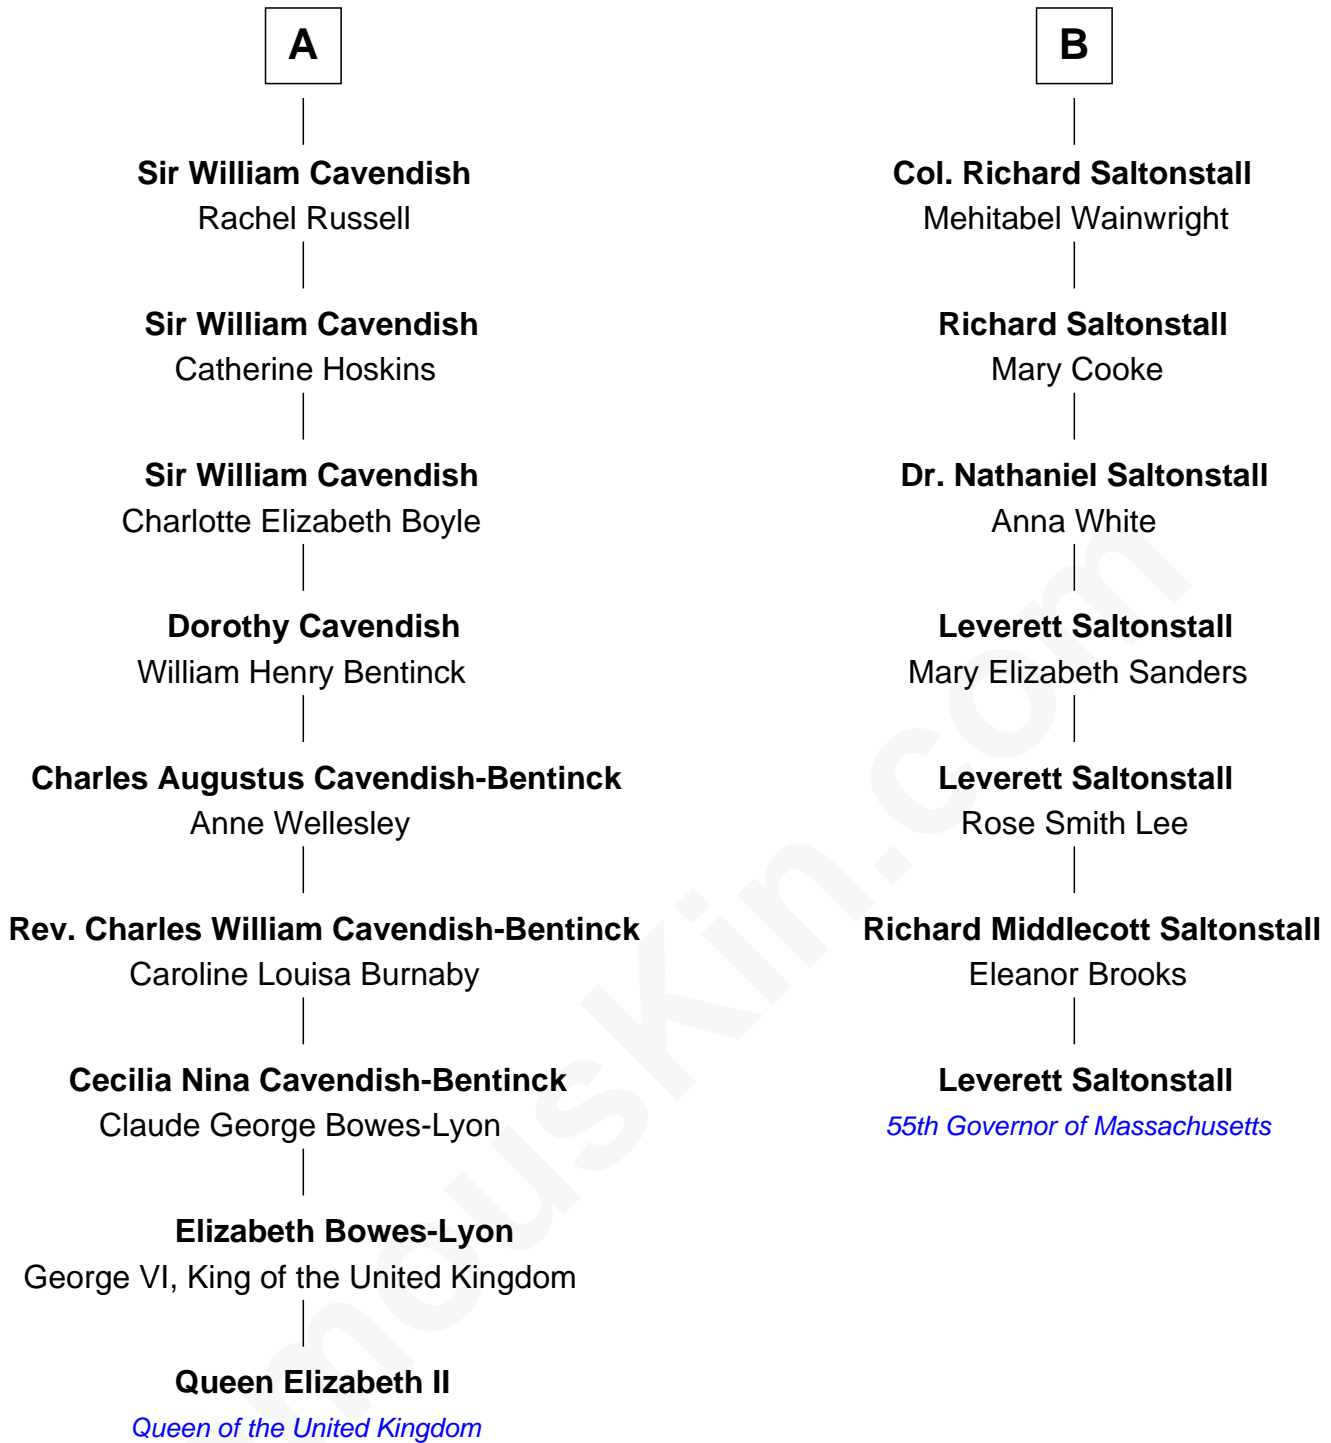 A
Sir William Cavendish
Rachel Russell
Sir William Cavendish
Catherine Hoskins
Sir William Cavendish
Charlotte Elizabeth Boyle
Dorothy Cavendish
William Henry Bentinck
Charles Augustus Cavendish-Bentinck
Anne Wellesley
Rev. Charles William Cavendish-Bentinck
Caroline Louisa Burnaby
Cecilia Nina Cavendish-Bentinck
Claude George Bowes-Lyon
Elizabeth Bowes-Lyon
George VI, King of the United Kingdom
Queen Elizabeth II
Queen of the United Kingdom
B
Col. Richard Saltonstall
Mehitabel Wainwright
Richard Saltonstall
Mary Cooke
Dr. Nathaniel Saltonstall
Anna White
Leverett Saltonstall
Mary Elizabeth Sanders
Leverett Saltonstall
Rose Smith Lee
Richard Middlecott Saltonstall
Eleanor Brooks
Leverett Saltonstall
55th Governor of Massachusetts
mouskin.com